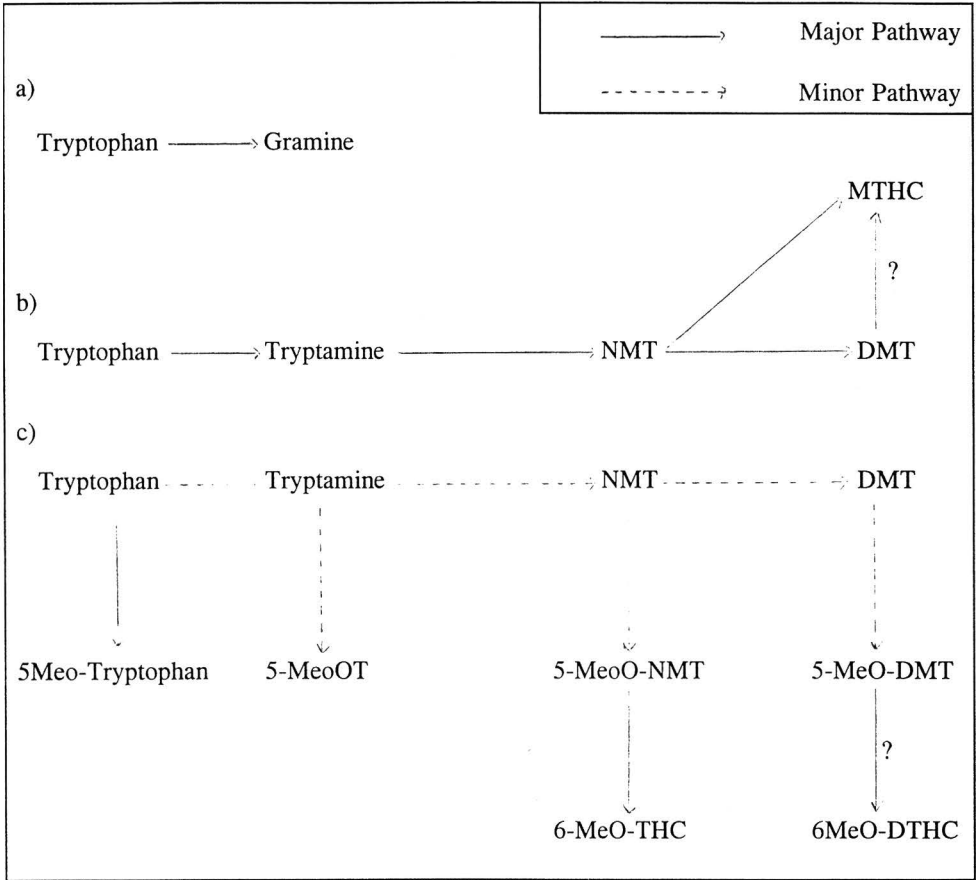 Major Pathway
Minor Pathway
a)
Tryptophan Gramine
MTHC
?
b)
Tryptophan Tryptamine NMT DMT
c)
Tryptophan Tryptamine NMT DMT
5Meo-Tryptophan 5-MeoOT 5-MeoO-NMT 5-MeO-DMT
?
6-MeO-THC 6MeO-DTHC